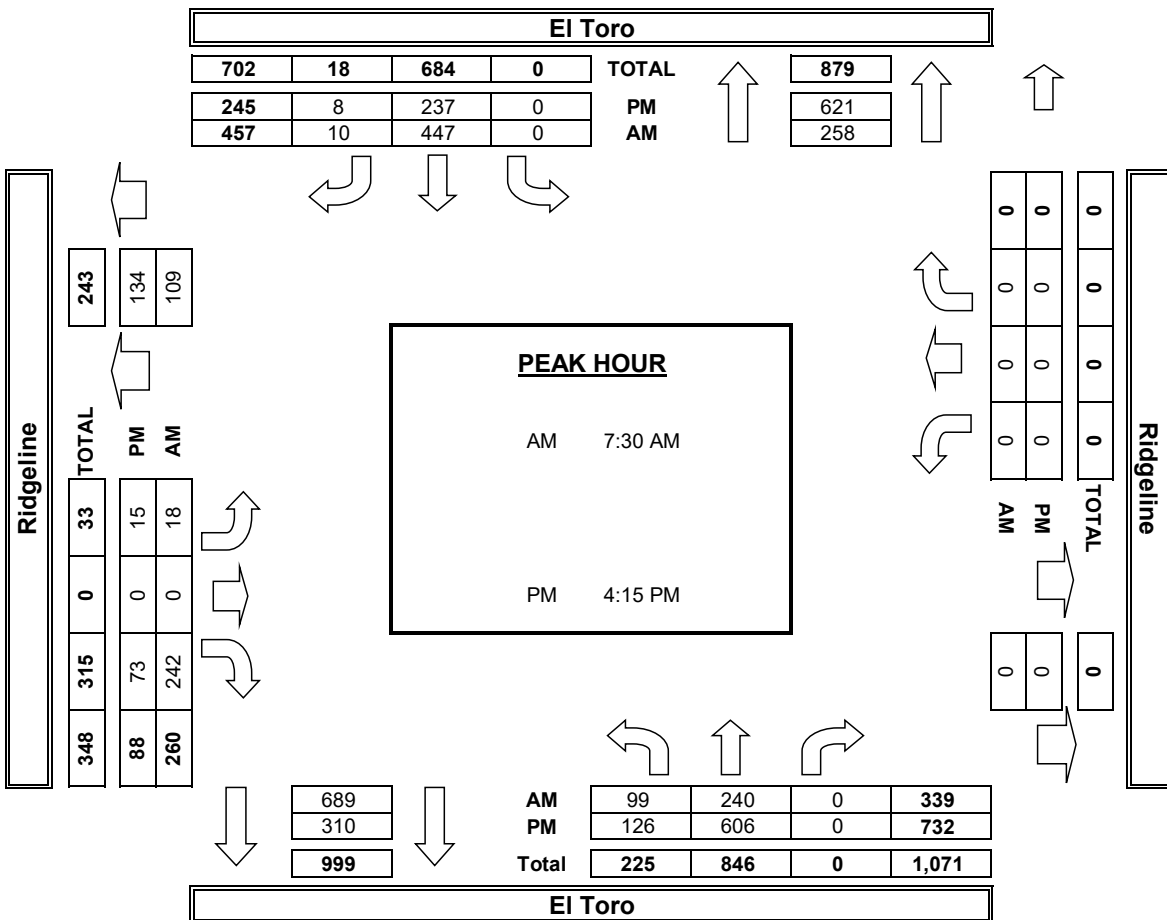 El Toro
702 18 684 0 TOTAL 879
245 8 237 0 PM 621
457 10 447 0 AM 258
Ridgeline
243 134 109
TOTAL PM AM
33 15 18
0 0 0
315 73 242
348 88 260
PEAK HOUR
AM 7:30 AM
PM 4:15 PM
0 0 0
0 0 0
0 0 0
0 0 0
AM PM TOTAL
0 0 0
Ridgeline
689 AM 99 240 0 339
310 PM 126 606 0 732
999 Total 225 846 0 1,071
El Toro